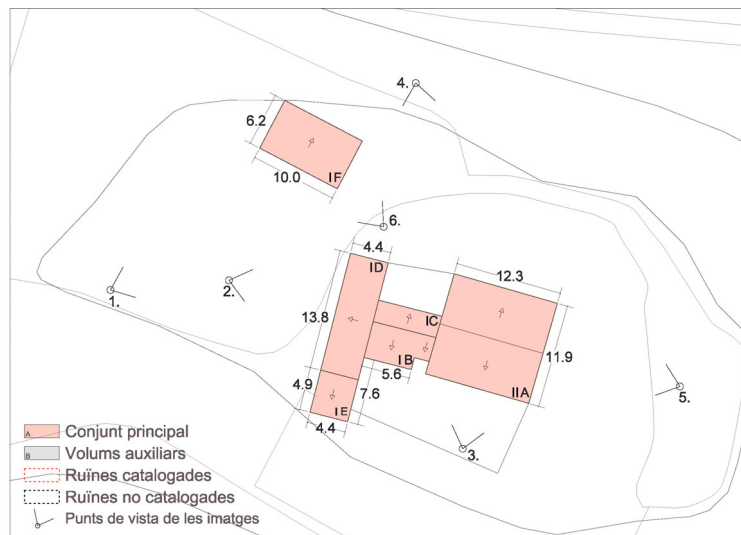 4.
6.2
10.0
IF
6.
4.4
ID
12.3
1.
2.
13.8
IC
IB
11.9
4.9
5.6
7.6
IIA
5.
IE
4.4
3.
A Conjunt principal
B Volums auxiliars
Ruïnes catalogades
Ruïnes no catalogades
Punts de vista de les imatges